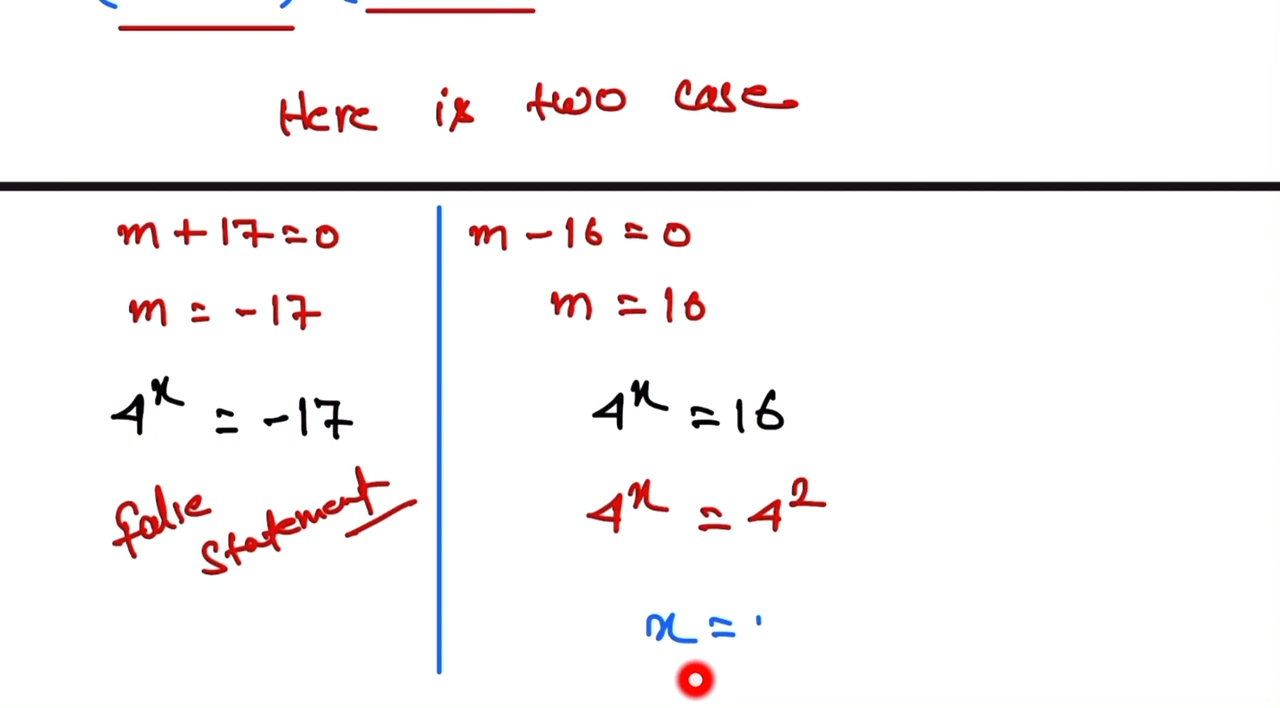 Here is two case
m + 17 = 0
m = -17
4^x = -17
false statement
m - 16 = 0
m = 16
4^x = 16
4^x = 4^2
x =